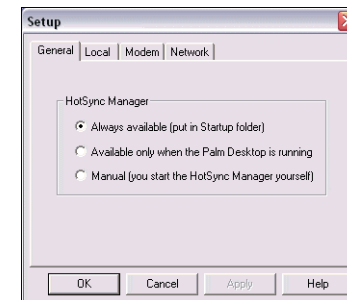 Setup
General Local Modem Network
HotSync Manager
Always available (put in Startup folder)
Available only when the Palm Desktop is running
Manual (you start the HotSync Manager yourself)
OK Cancel Apply Help